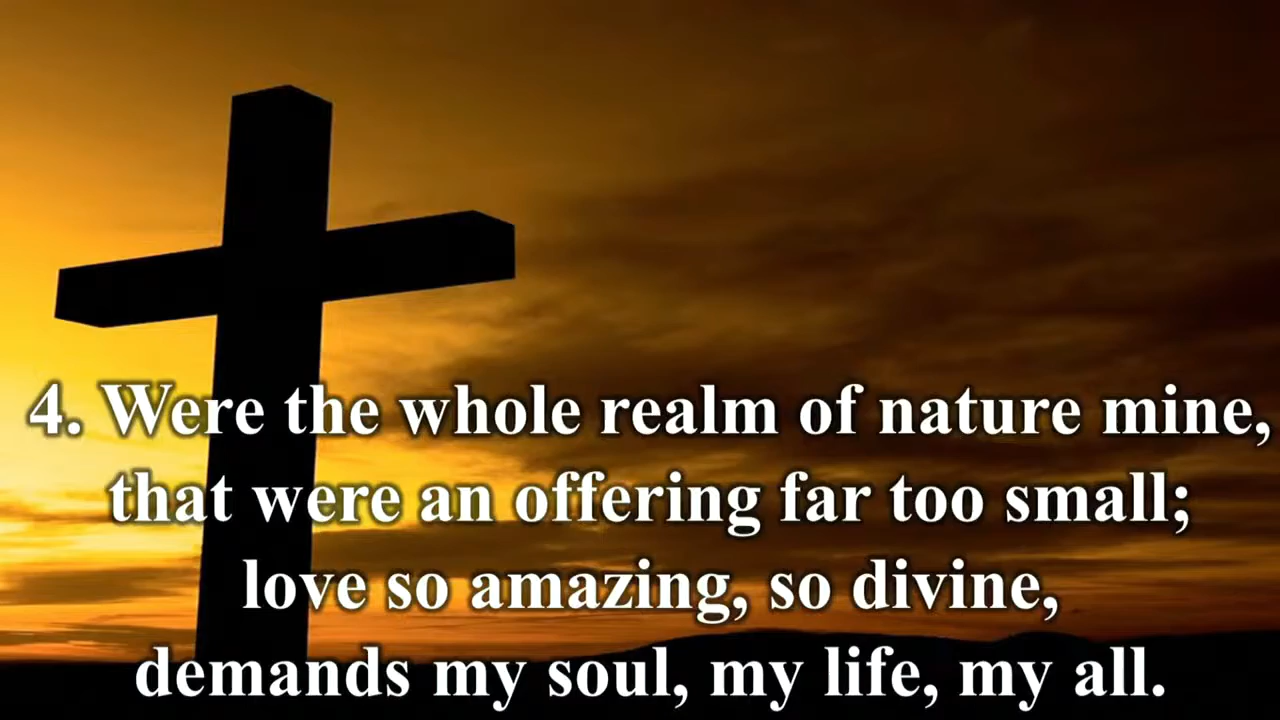 4. Were the whole realm of nature mine,
that were an offering far too small;
love so amazing, so divine,
demands my soul, my life, my all.